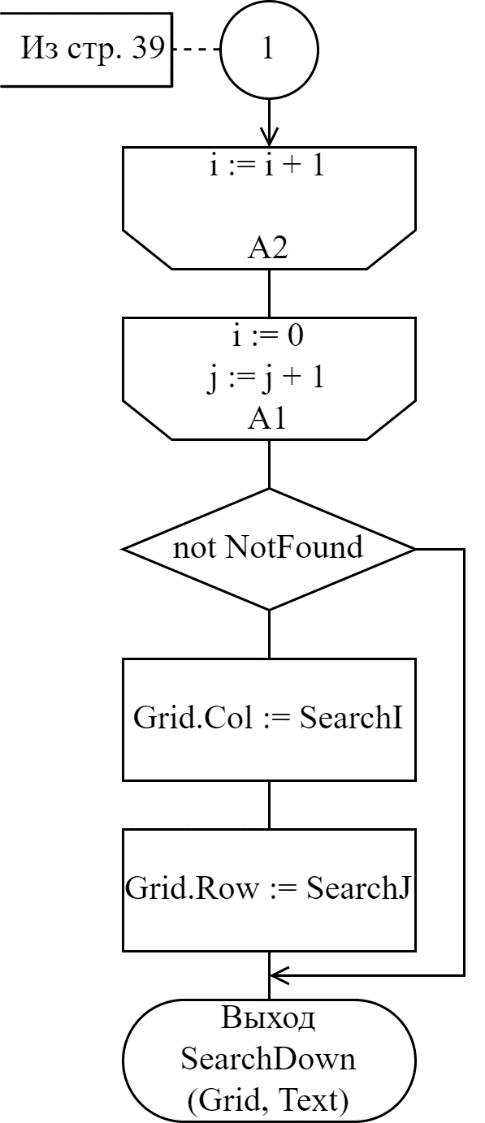 Из стр. 39
1
i := i + 1
A2
i := 0
j := j + 1
A1
not NotFound
Grid.Col := SearchI
Grid.Row := SearchJ
Выход
SearchDown
(Grid, Text)